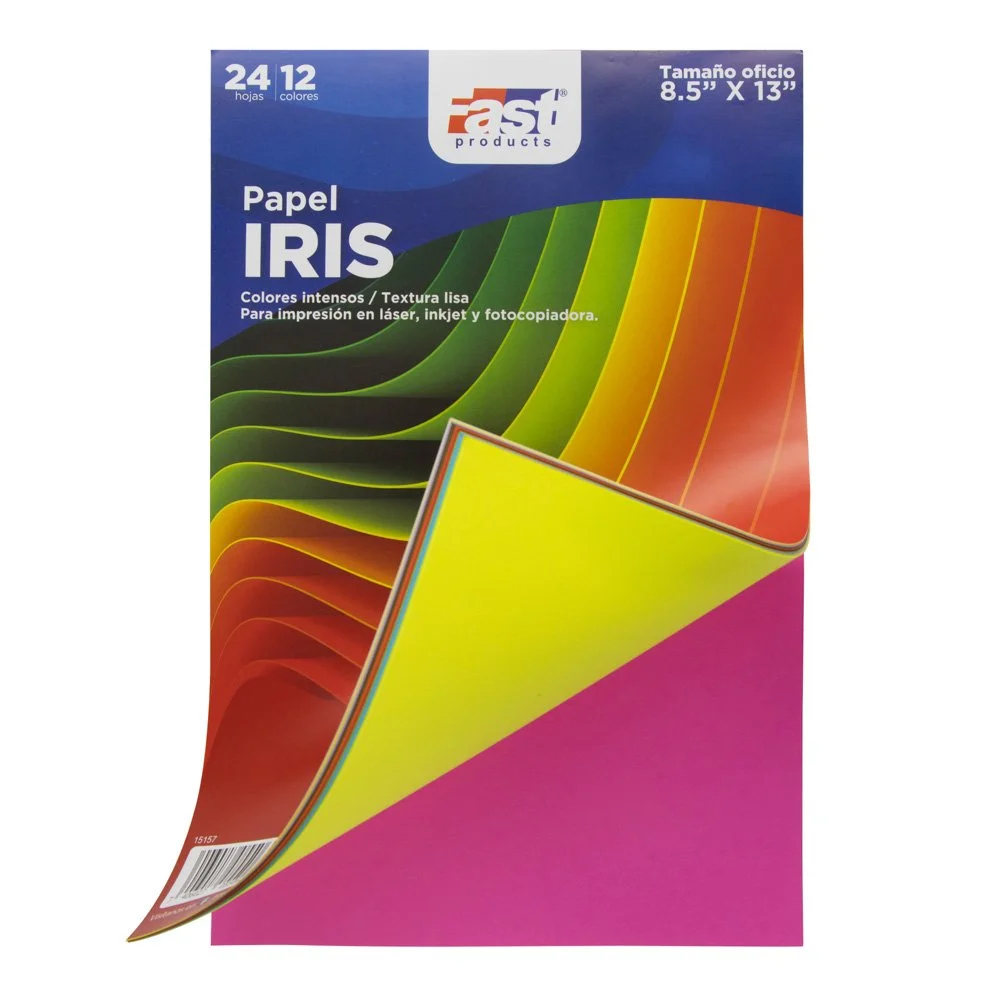 24 12
hojas colores
Fast®
products
Tamaño oficio
8.5” X 13”
Papel
IRIS
Colores intensos / Textura lisa
Para impresión en láser, inkjet y fotocopiadora.
15157